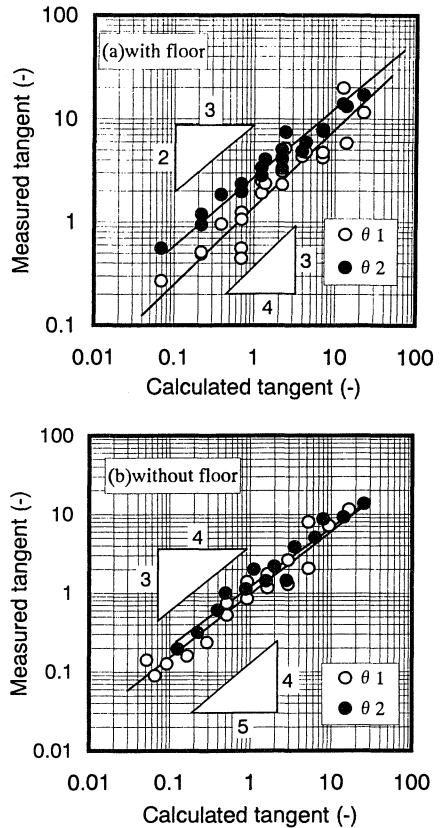 100
(a)with floor
3
10
2
Measured tangent (-)
1
θ 1
3
θ 2
4
0.1
0.01
0.1
1
10
100
Calculated tangent (-)
100
(b)without floor
10
4
3
Measured tangent (-)
1
0.1
4
θ 1
θ 2
5
0.01
0.01
0.1
1
10
100
Calculated tangent (-)